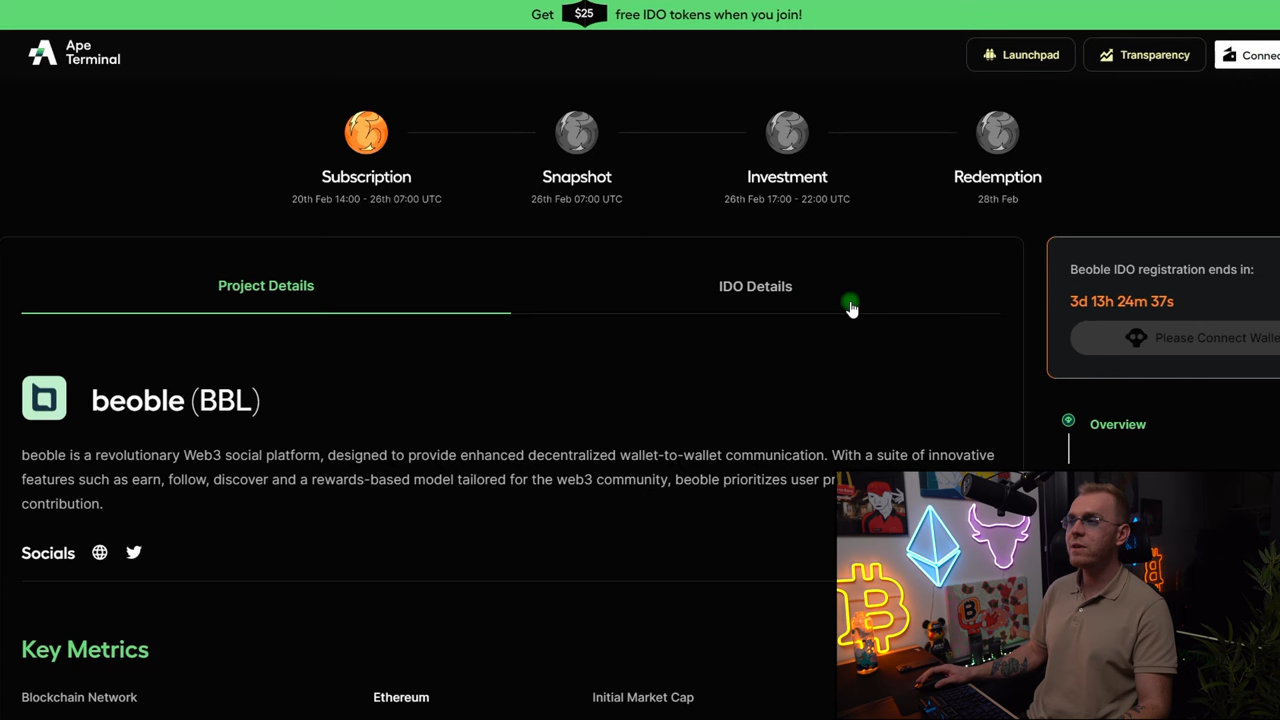 Get $25 free IDO tokens when you join!
Ape
Terminal
Launchpad
Transparency
Connec
Subscription
Snapshot
Investment
Redemption
20th Feb 14:00 - 26th 07:00 UTC
26th Feb 07:00 UTC
26th Feb 17:00 - 22:00 UTC
28th Feb
Project Details
IDO Details
Beoble IDO registration ends in:
3d 13h 24m 37s
Please Connect Walle
beoble (BBL)
Overview
beoble is a revolutionary Web3 social platform, designed to provide enhanced decentralized wallet-to-wallet communication. With a suite of innovative
features such as earn, follow, discover and a rewards-based model tailored for the web3 community, beoble prioritizes user pr
contribution.
Socials
Key Metrics
Blockchain Network
Ethereum
Initial Market Cap